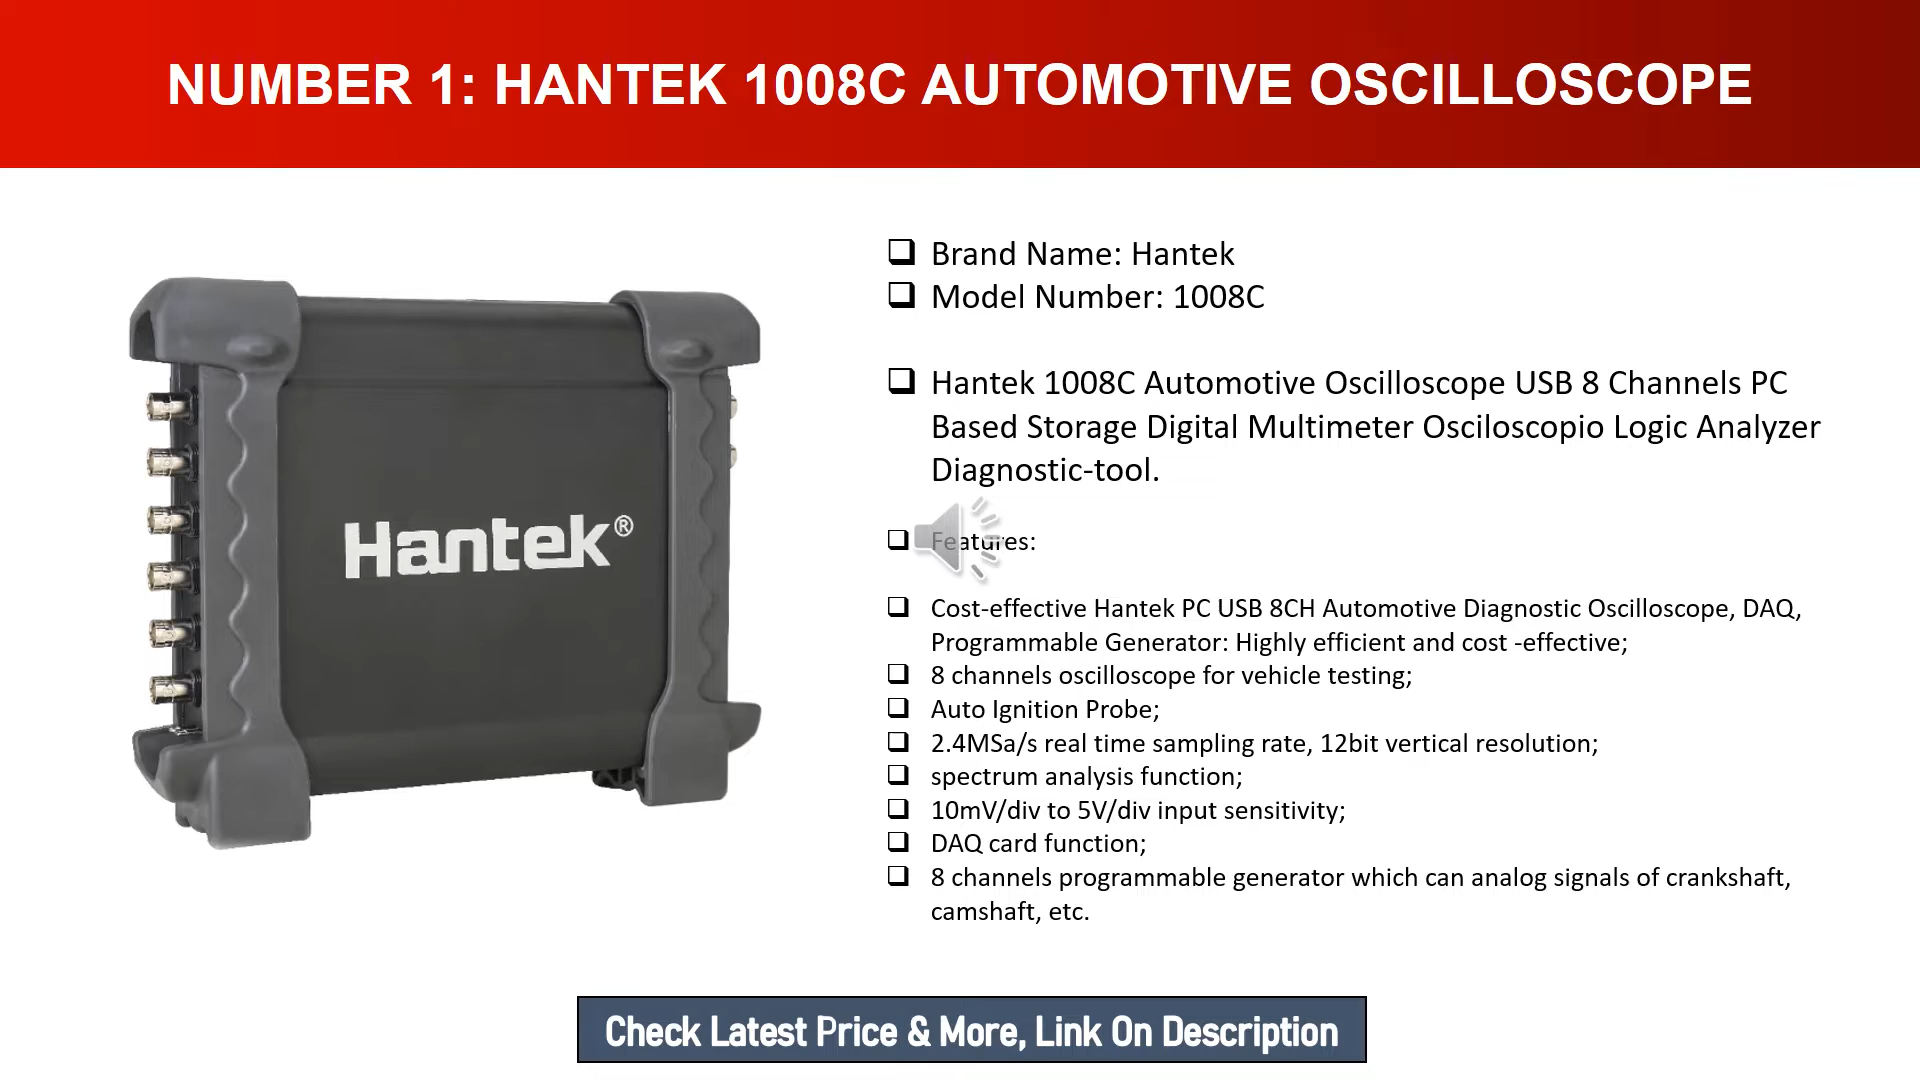 NUMBER 1: HANTEK 1008C AUTOMOTIVE OSCILLOSCOPE
Hantek®
Brand Name: Hantek
Model Number: 1008C
Hantek 1008C Automotive Oscilloscope USB 8 Channels PC
Based Storage Digital Multimeter Osciloscopio Logic Analyzer
Diagnostic-tool.
Features:
Cost-effective Hantek PC USB 8CH Automotive Diagnostic Oscilloscope, DAQ,
Programmable Generator: Highly efficient and cost -effective;
8 channels oscilloscope for vehicle testing;
Auto Ignition Probe;
2.4MSa/s real time sampling rate, 12bit vertical resolution;
spectrum analysis function;
10mV/div to 5V/div input sensitivity;
DAQ card function;
8 channels programmable generator which can analog signals of crankshaft,
camshaft, etc.
Check Latest Price & More, Link On Description